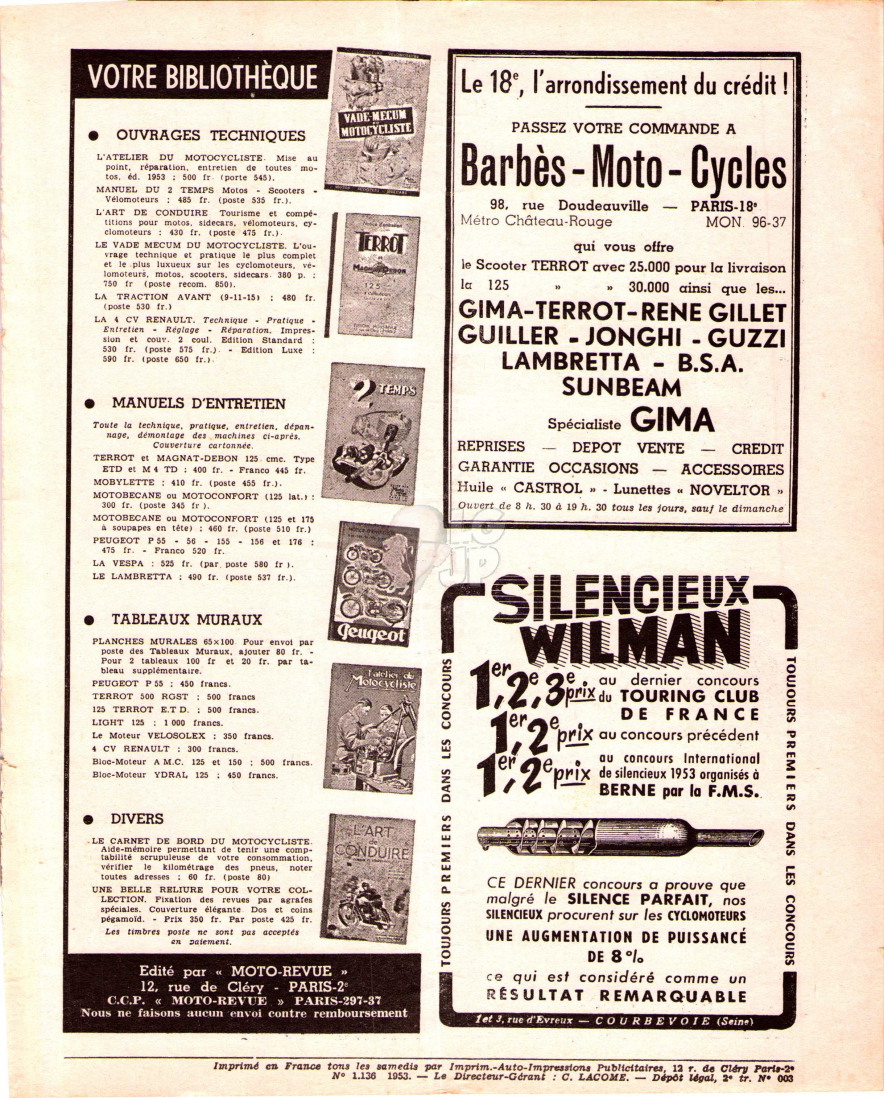 VOTRE BIBLIOTHÈQUE
● OUVRAGES TECHNIQUES
L'ATELIER DU MOTOCYCLISTE. Mise au
point, réparation, entretien de toutes mo-
tos, éd. 1953 ; 500 fr. (porte 545).
MANUEL DU 2 TEMPS Motos - Scooters -
Vélomoteurs ; 485 fr. (poste 535 fr.).
L'ART DE CONDUIRE Tourisme et compé-
titions pour motos, sidecars, vélomoteurs, cy-
clomoteurs : 430 fr. (poste 475 fr.).
LE VADE MECUM DU MOTOCYCLISTE. L'ou-
vrage technique et pratique le plus complet
et le plus luxueux sur les cyclomoteurs, vé-
lomoteurs, motos, scooters, sidecars. 380 p. :
750 fr (poste recom. 850).
LA TRACTION AVANT (9-11-15) ; 480 fr.
(poste 530 fr.)
LA 4 CV RENAULT. Technique - Pratique -
Entretien - Réglage - Réparation. Impres-
sion et couv. 2 coul. Edition Standard :
530 fr. (poste 575 fr.). - Edition Luxe :
590 fr. (poste 650 fr.).
● MANUELS D'ENTRETIEN
Toute la technique, pratique, entretien, dépan-
nage, démontage des machines ci-après.
Couverture cartonnée.
TERROT et MAGNAT-DEBON 125 cmc. Type
ETD et M 4 TD : 400 fr. - Franco 445 fr.
MOBYLETTE : 410 fr. (poste 455 fr.).
MOTOBECANE ou MOTOCONFORT (125 lat.) :
300 fr. (poste 345 fr ).
MOTOBECANE ou MOTOCONFORT (125 et 175
à soupapes en tête) ; 460 fr. (poste 510 fr.)
PEUGEOT P 55 - 56 - 155 - 156 et 176 :
475 fr. - Franco 520 fr.
LA VESPA : 525 fr. (par poste 580 fr ).
LE LAMBRETTA ; 490 fr. (poste 537 fr.).
● TABLEAUX MURAUX
PLANCHES MURALES 65×100. Pour envoi par
poste des Tableaux Muraux, ajouter 80 fr. -
Pour 2 tableaux 100 fr et 20 fr. par ta-
bleau supplémentaire.
PEUGEOT P 55 ; 450 francs.
TERROT 500 RGST ; 500 francs
125 TERROT E.T.D. ; 500 francs.
LIGHT 125 ; 1 000 francs.
Le Moteur VELOSOLEX : 350 francs.
4 CV RENAULT : 300 francs.
Bloc-Moteur A M.C. 125 et 150 ; 500 francs.
Bloc-Moteur YDRAL 125 ; 450 francs.
● DIVERS
LE CARNET DE BORD DU MOTOCYCLISTE.
Aide-mémoire permettant de tenir une comp-
tabilité scrupuleuse de votre consommation,
vérifier le kilométrage des pneus, noter
toutes adresses ; 60 fr. (poste 80)
UNE BELLE RELIURE POUR VOTRE COL-
LECTION. Fixation des revues par agrafes
spéciales. Couverture élégante. Dos et coins
pégamoïd. - Prix 350 fr. Par poste 425 fr.
Les timbres poste ne sont pas acceptés
en paiement.
Edité par « MOTO-REVUE »
12, rue de Cléry - PARIS-2e
C.C.P. « MOTO-REVUE » PARIS-297-37
Nous ne faisons aucun envoi contre remboursement
VADE-MECUM
DU
MOTOCYCLISTE
TERROT
et
MAGNAT-DEBON
125
2 TEMPS
Peugeot
l'atelier du
Motocycliste
L'ART
DE
CONDUIRE
Le 18e, l'arrondissement du crédit !
PASSEZ VOTRE COMMANDE A
Barbès - Moto - Cycles
98, rue Doudeauville — PARIS-18e
Métro Château-Rouge MON. 96-37
qui vous offre
le Scooter TERROT avec 25.000 pour la livraison
la 125 » » 30.000 ainsi que les...
GIMA-TERROT-RENE GILLET
GUILLER - JONGHI - GUZZI
LAMBRETTA - B.S.A.
SUNBEAM
Spécialiste GIMA
REPRISES — DEPOT VENTE — CREDIT
GARANTIE OCCASIONS — ACCESSOIRES
Huile « CASTROL » - Lunettes « NOVELTOR »
Ouvert de 8 h. 30 à 19 h. 30 tous les jours, sauf le dimanche
SILENCIEUX
WILMAN
1er, 2e, 3e prix au dernier concours
du TOURING CLUB
DE FRANCE
1er, 2e prix au concours précédent
1er, 2e prix au concours International
de silencieux 1953 organisés à
BERNE par la F.M.S.
TOUJOURS PREMIERS DANS LES CONCOURS
TOUJOURS PREMIERS DANS LES CONCOURS
CE DERNIER concours a prouve que
malgré le SILENCE PARFAIT, nos
SILENCIEUX procurent sur les CYCLOMOTEURS
UNE AUGMENTATION DE PUISSANCE
DE 8 %
ce qui est considéré comme un
RÉSULTAT REMARQUABLE
1 et 3, rue d'Evreux — COURBEVOIE (Seine)
Imprimé en France tous les samedis par Imprim.-Auto-Impressions Publicitaires, 12 r. de Cléry Paris-2e
No 1.136 1953. — Le Directeur-Gérant : C. LACOME. — Dépôt légal, 2e tr. No 003